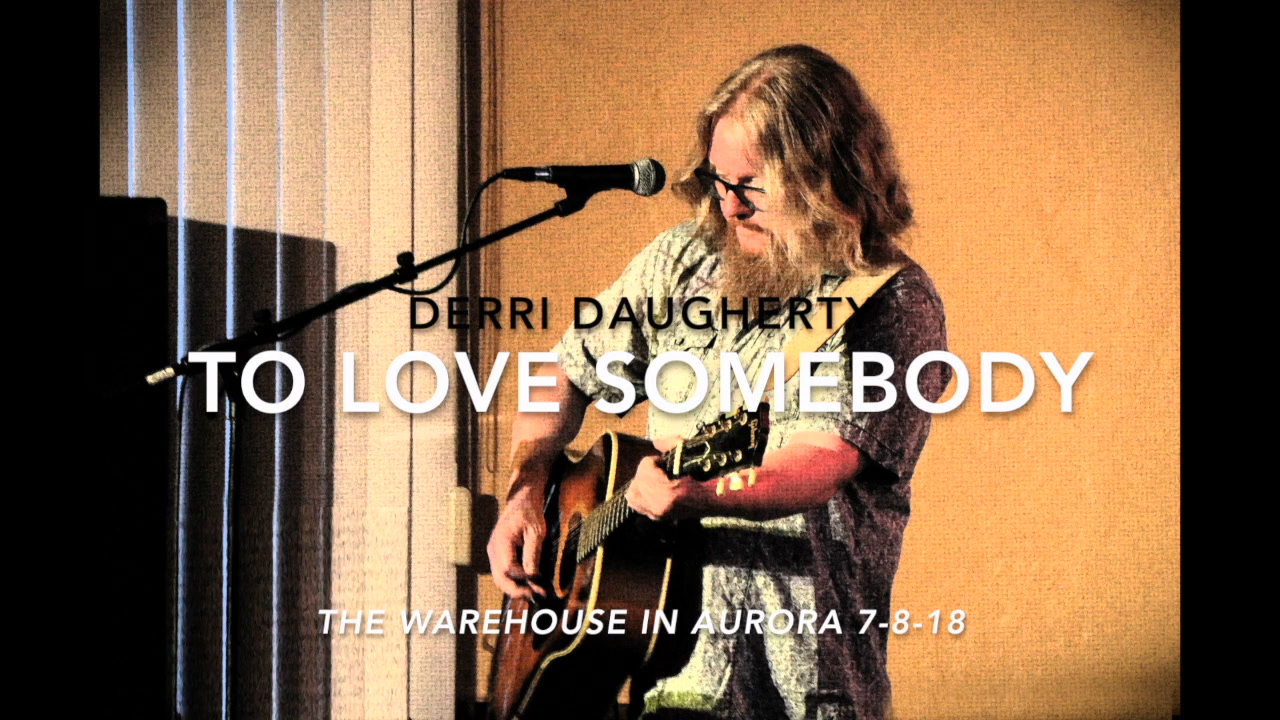 DERRI DAUGHERTY
TO LOVE SOMEBODY
THE WAREHOUSE IN AURORA 7-8-18